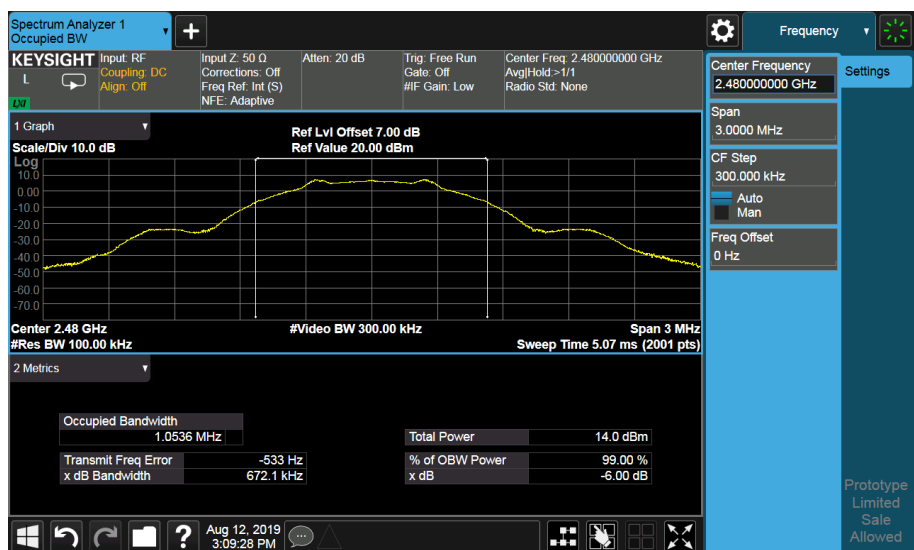 Spectrum Analyzer 1
Occupied BW
Frequency
KEYSIGHT
L
LXI
Input: RF
Coupling: DC
Align: Off
Input Z: 50 Ω
Corrections: Off
Freq Ref: Int (S)
NFE: Adaptive
Atten: 20 dB
Trig: Free Run
Gate: Off
#IF Gain: Low
Center Freq: 2.480000000 GHz
Avg|Hold:>1/1
Radio Std: None
Center Frequency
2.480000000 GHz
Settings
Span
3.0000 MHz
CF Step
300.000 kHz
Auto
Man
Freq Offset
0 Hz
1 Graph
Scale/Div 10.0 dB
Ref Lvl Offset 7.00 dB
Ref Value 20.00 dBm
Log
10.0
0.00
-10.0
-20.0
-30.0
-40.0
-50.0
-60.0
-70.0
Center 2.48 GHz
#Video BW 300.00 kHz
Span 3 MHz
#Res BW 100.00 kHz
Sweep Time 5.07 ms (2001 pts)
2 Metrics
Occupied Bandwidth
1.0536 MHz
Total Power 14.0 dBm
Transmit Freq Error -533 Hz
% of OBW Power 99.00 %
x dB Bandwidth 672.1 kHz
x dB -6.00 dB
Prototype
Limited
Sale
Allowed
?
Aug 12, 2019
3:09:28 PM